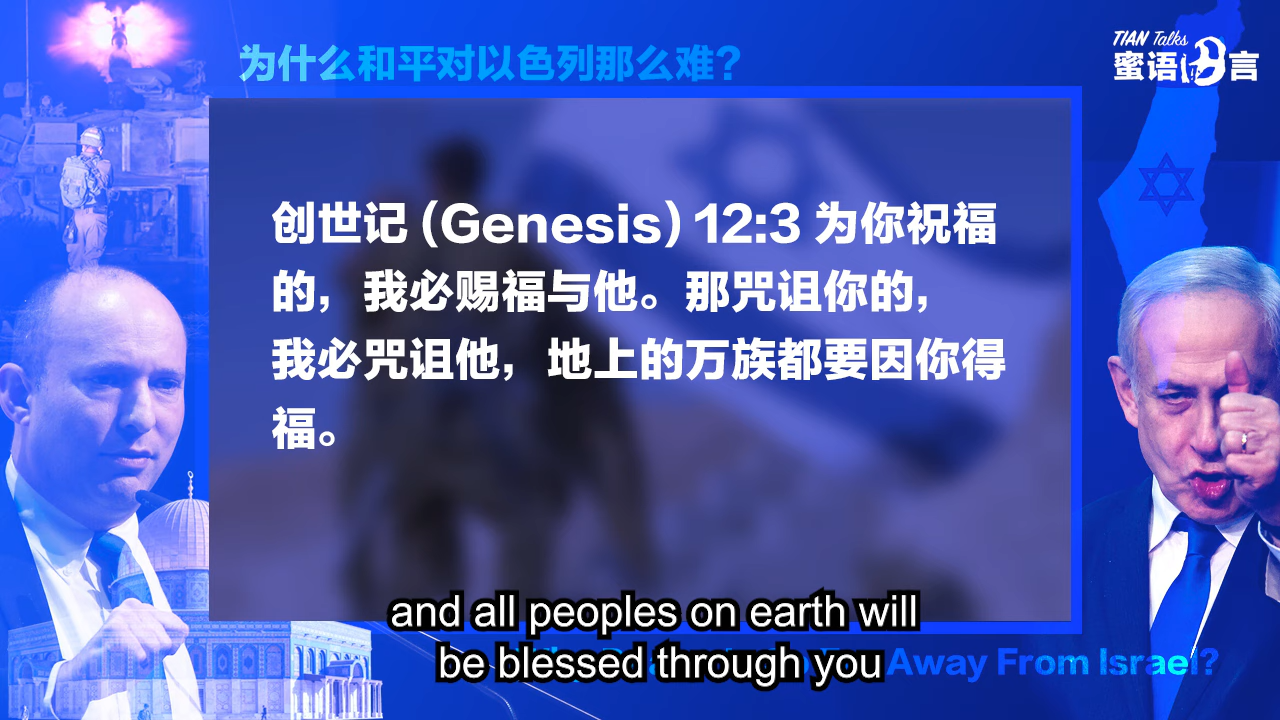 TIAN Talks
为什么和平对以色列那么难？
蜜语 言
创世记（Genesis）12:3 为你祝福
的，我必赐福与他。那咒诅你的，
我必咒诅他，地上的万族都要因你得
福。
and all peoples on earth will
be blessed through you
Away From Israel?